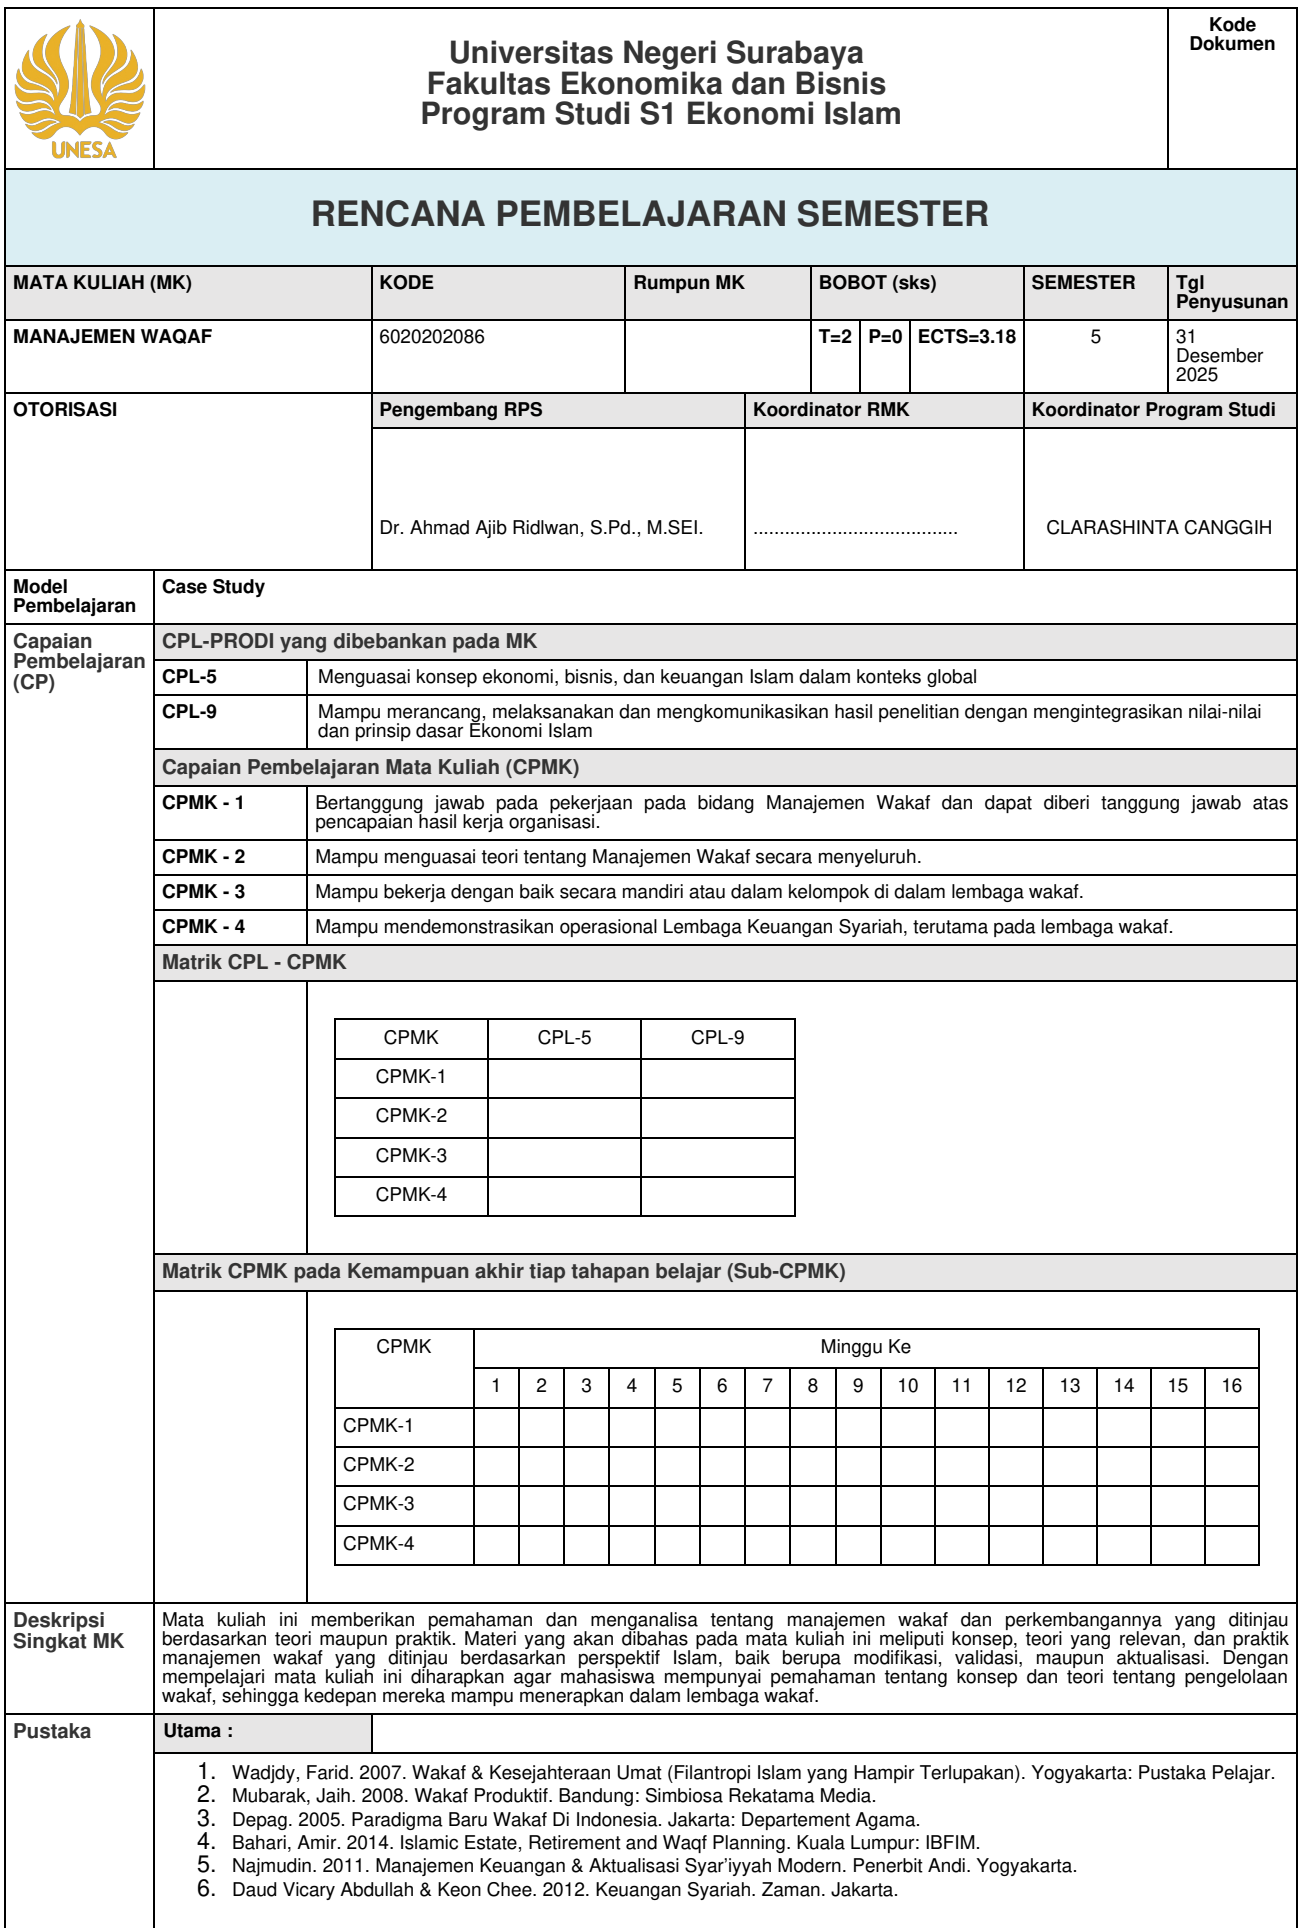 UNESA
Universitas Negeri Surabaya
Fakultas Ekonomika dan Bisnis
Program Studi S1 Ekonomi Islam
Kode
Dokumen
RENCANA PEMBELAJARAN SEMESTER
MATA KULIAH (MK) KODE Rumpun MK BOBOT (sks) SEMESTER Tgl
Penyusunan
MANAJEMEN WAQAF 6020202086 T=2 P=0 ECTS=3.18 5 31
Desember
2025
OTORISASI Pengembang RPS Koordinator RMK Koordinator Program Studi
Dr. Ahmad Ajib Ridlwan, S.Pd., M.SEI. ....................................... CLARASHINTA CANGGIH
Model
Pembelajaran
Case Study
Capaian
Pembelajaran
(CP)
CPL-PRODI yang dibebankan pada MK
CPL-5 Menguasai konsep ekonomi, bisnis, dan keuangan Islam dalam konteks global
CPL-9 Mampu merancang, melaksanakan dan mengkomunikasikan hasil penelitian dengan mengintegrasikan nilai-nilai
dan prinsip dasar Ekonomi Islam
Capaian Pembelajaran Mata Kuliah (CPMK)
CPMK - 1 Bertanggung jawab pada pekerjaan pada bidang Manajemen Wakaf dan dapat diberi tanggung jawab atas
pencapaian hasil kerja organisasi.
CPMK - 2 Mampu menguasai teori tentang Manajemen Wakaf secara menyeluruh.
CPMK - 3 Mampu bekerja dengan baik secara mandiri atau dalam kelompok di dalam lembaga wakaf.
CPMK - 4 Mampu mendemonstrasikan operasional Lembaga Keuangan Syariah, terutama pada lembaga wakaf.
Matrik CPL - CPMK
CPMK CPL-5 CPL-9
CPMK-1
CPMK-2
CPMK-3
CPMK-4
Matrik CPMK pada Kemampuan akhir tiap tahapan belajar (Sub-CPMK)
CPMK Minggu Ke
1 2 3 4 5 6 7 8 9 10 11 12 13 14 15 16
CPMK-1
CPMK-2
CPMK-3
CPMK-4
Deskripsi
Singkat MK
Mata kuliah ini memberikan pemahaman dan menganalisa tentang manajemen wakaf dan perkembangannya yang ditinjau
berdasarkan teori maupun praktik. Materi yang akan dibahas pada mata kuliah ini meliputi konsep, teori yang relevan, dan praktik
manajemen wakaf yang ditinjau berdasarkan perspektif Islam, baik berupa modifikasi, validasi, maupun aktualisasi. Dengan
mempelajari mata kuliah ini diharapkan agar mahasiswa mempunyai pemahaman tentang konsep dan teori tentang pengelolaan
wakaf, sehingga kedepan mereka mampu menerapkan dalam lembaga wakaf.
Pustaka Utama :
1. Wadjdy, Farid. 2007. Wakaf & Kesejahteraan Umat (Filantropi Islam yang Hampir Terlupakan). Yogyakarta: Pustaka Pelajar.
2. Mubarak, Jaih. 2008. Wakaf Produktif. Bandung: Simbiosa Rekatama Media.
3. Depag. 2005. Paradigma Baru Wakaf Di Indonesia. Jakarta: Departement Agama.
4. Bahari, Amir. 2014. Islamic Estate, Retirement and Waqf Planning. Kuala Lumpur: IBFIM.
5. Najmudin. 2011. Manajemen Keuangan & Aktualisasi Syar’iyyah Modern. Penerbit Andi. Yogyakarta.
6. Daud Vicary Abdullah & Keon Chee. 2012. Keuangan Syariah. Zaman. Jakarta.